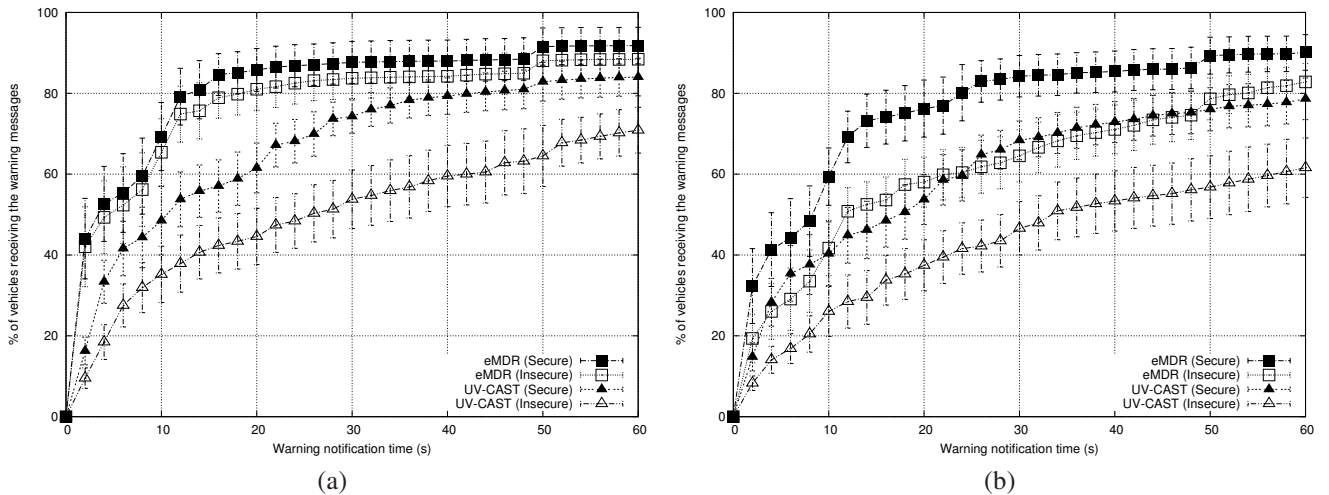 % of vehicles receiving the warning messages
100
80
60
40
20
0
eMDR (Secure)
eMDR (Insecure)
UV-CAST (Secure)
UV-CAST (Insecure)
0 10 20 30 40 50 60
Warning notification time (s)
(a)
% of vehicles receiving the warning messages
100
80
60
40
20
0
eMDR (Secure)
eMDR (Insecure)
UV-CAST (Secure)
UV-CAST (Insecure)
0 10 20 30 40 50 60
Warning notification time (s)
(b)